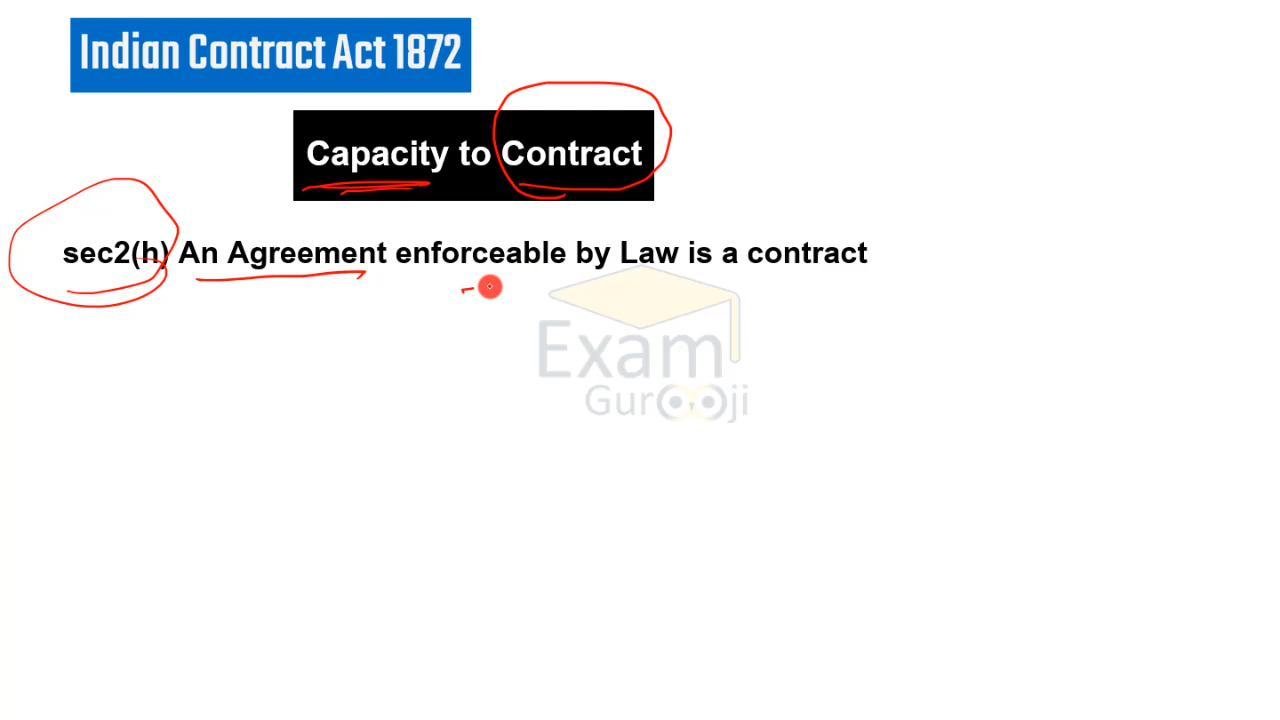 Indian Contract Act 1872
Capacity to Contract
sec2(h) An Agreement enforceable by Law is a contract
Exam
Gurooji